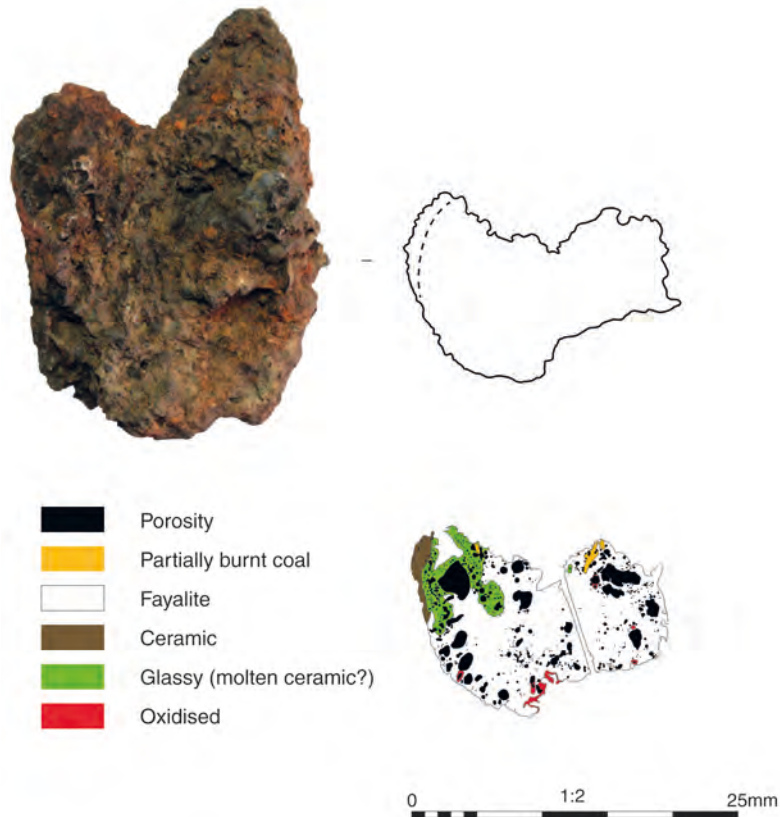 Porosity
Partially burnt coal
Fayalite
Ceramic
Glassy (molten ceramic?)
Oxidised
0 1:2 25mm